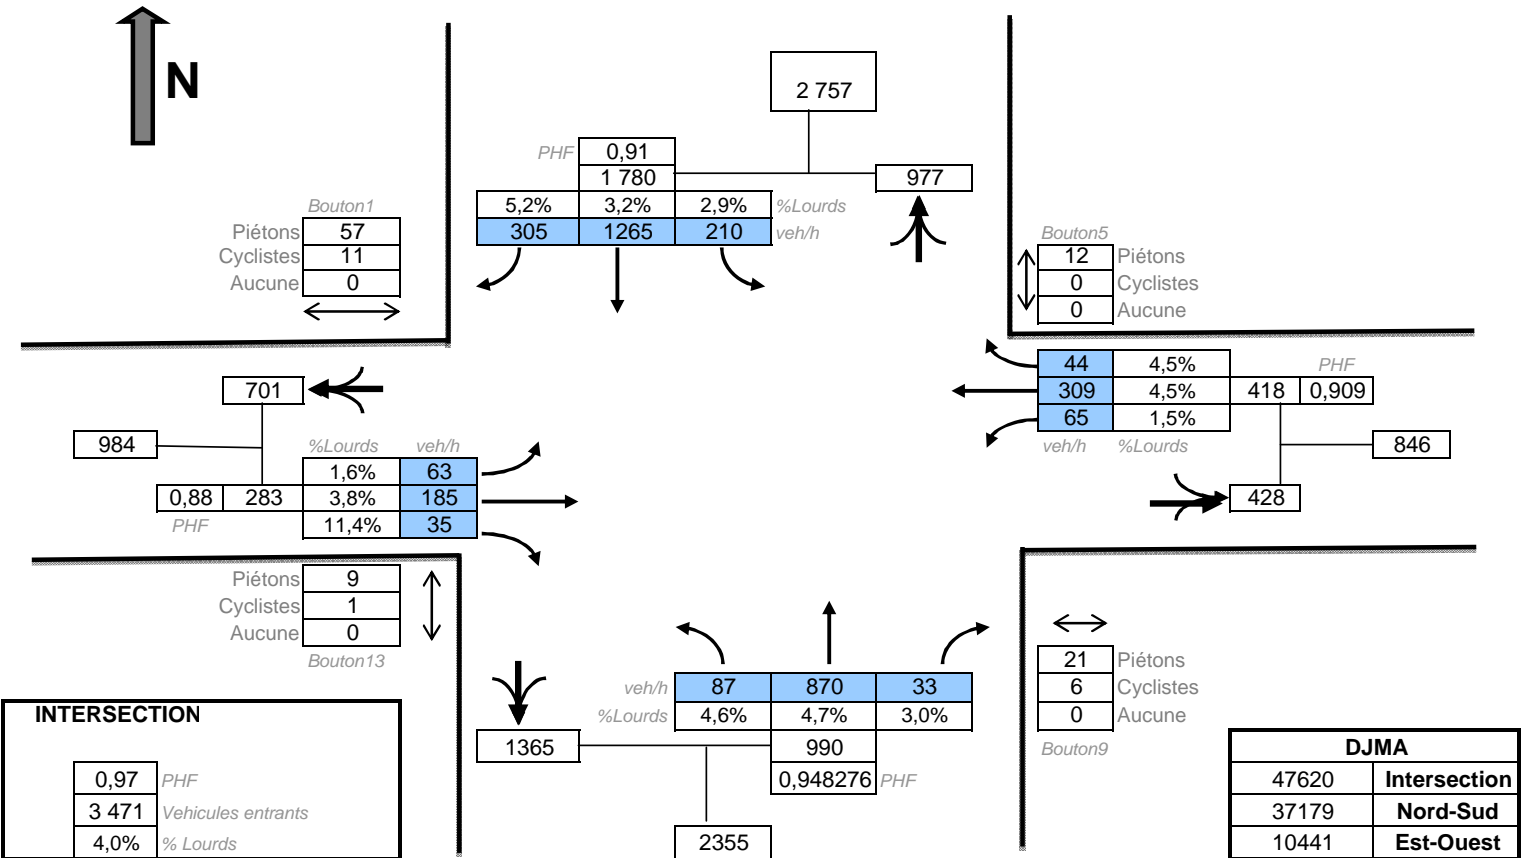 N
2 757
PHF 0,91
1 780 977
5,2% 3,2% 2,9% %Lourds
305 1265 210 veh/h
Bouton1
Piétons 57
Cyclistes 11
Aucune 0
Bouton5
12 Piétons
0 Cyclistes
0 Aucune
701
984
%Lourds veh/h
1,6% 63
0,88 283 3,8% 185
PHF 11,4% 35
44 4,5% PHF
309 4,5% 418 0,909
65 1,5%
veh/h %Lourds 846
428
Piétons 9
Cyclistes 1
Aucune 0
Bouton13
veh/h 87 870 33
%Lourds 4,6% 4,7% 3,0%
1365 990
0,948276 PHF
2355
21 Piétons
6 Cyclistes
0 Aucune
Bouton9
INTERSECTION
0,97 PHF
3 471 Vehicules entrants
4,0% % Lourds
DJMA
47620 Intersection
37179 Nord-Sud
10441 Est-Ouest